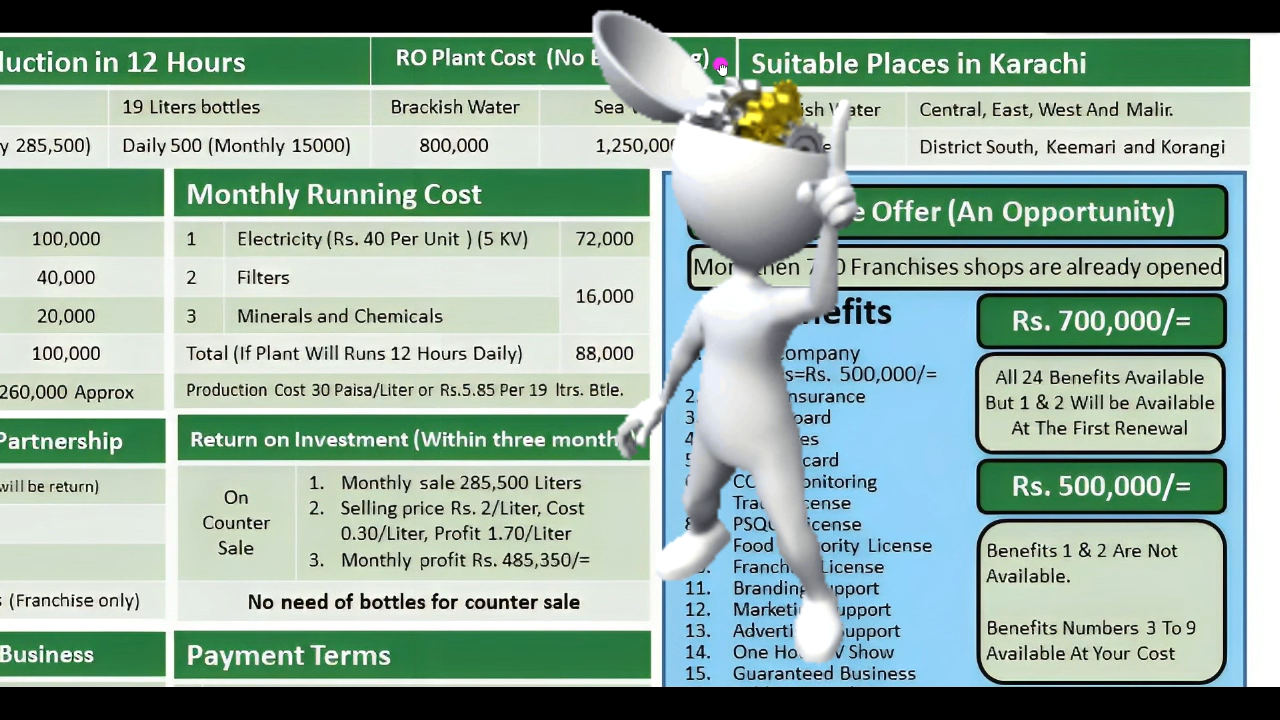 uction in 12 Hours
RO Plant Cost (No
g)
Suitable Places in Karachi
19 Liters bottles
Brackish Water
Sea
Water
Central, East, West And Malir.
y 285,500)
Daily 500 (Monthly 15000)
800,000
1,250,000
District South, Keemari and Korangi
Monthly Running Cost
Offer (An Opportunity)
100,000
1 Electricity (Rs. 40 Per Unit ) (5 KV) 72,000
40,000
2 Filters
16,000
20,000
3 Minerals and Chemicals
100,000
Total (If Plant Will Runs 12 Hours Daily) 88,000
260,000 Approx
Production Cost 30 Paisa/Liter or Rs.5.85 Per 19 ltrs. Btle.
Partnership
will be return)
(Franchise only)
Business
Return on Investment (Within three month
On
Counter
Sale
1. Monthly sale 285,500 Liters
2. Selling price Rs. 2/Liter, Cost
0.30/Liter, Profit 1.70/Liter
3. Monthly profit Rs. 485,350/=
No need of bottles for counter sale
Payment Terms
then
Franchises shops are already opened
efits
company
s=Rs. 500,000/=
2. nsurance
3. oard
4. es
5. card
onitoring
cense
8. PSQ icense
Food ority License
Franch License
11. Branding upport
12. Marketi upport
13. Adverti Support
14. One Ho V Show
15. Guaranteed Business
Rs. 700,000/=
All 24 Benefits Available
But 1 & 2 Will be Available
At The First Renewal
Rs. 500,000/=
Benefits 1 & 2 Are Not
Available.
Benefits Numbers 3 To 9
Available At Your Cost